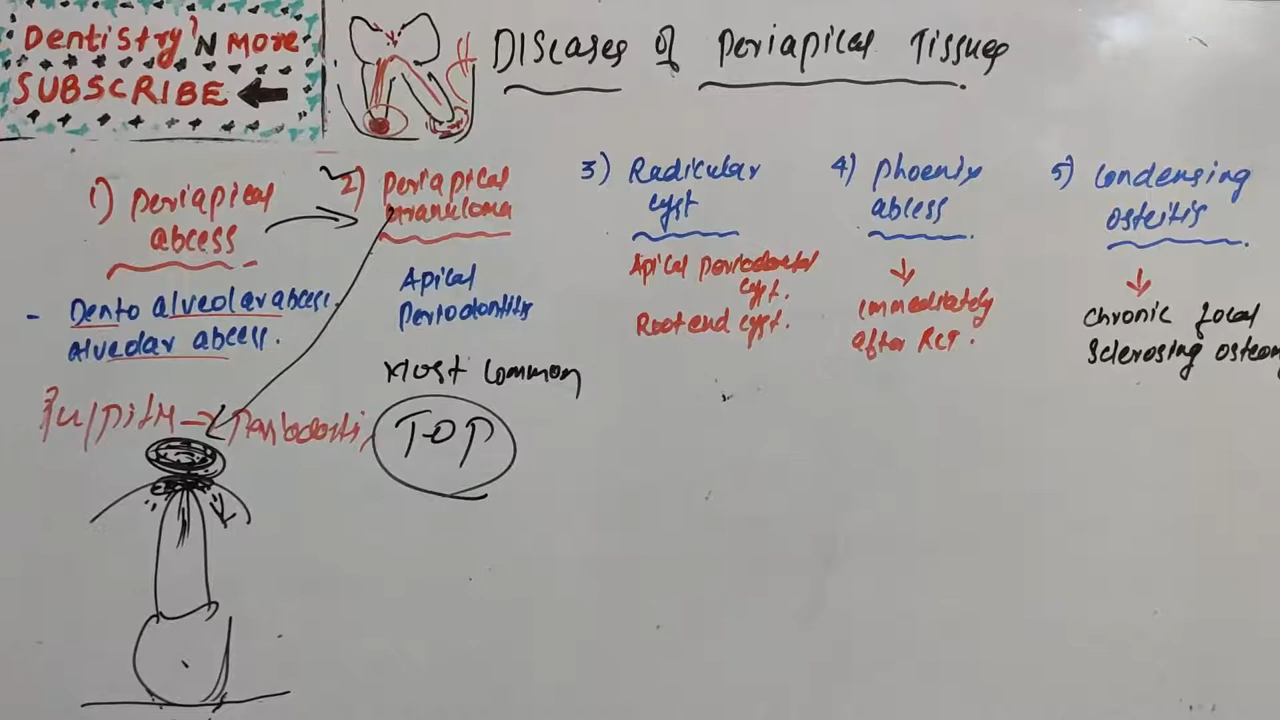 Dentistry'N more
SUBSCRIBE
Diseases of Periapical Tissues
1) Periapical
abcess
- Dento alveolar abcess.
alveolar abcess.
Pulpitis → Periodonti
2) Periapical
Granuloma
Apical
Periodontitis
Most Common
TOP
3) Radicular
cyst
Apical periodontal
cyst.
Root end cyst.
4) Phoenix
abcess
immediately
after RCT.
5) Condensing
osteitis
Chronic focal
Sclerosing osteom